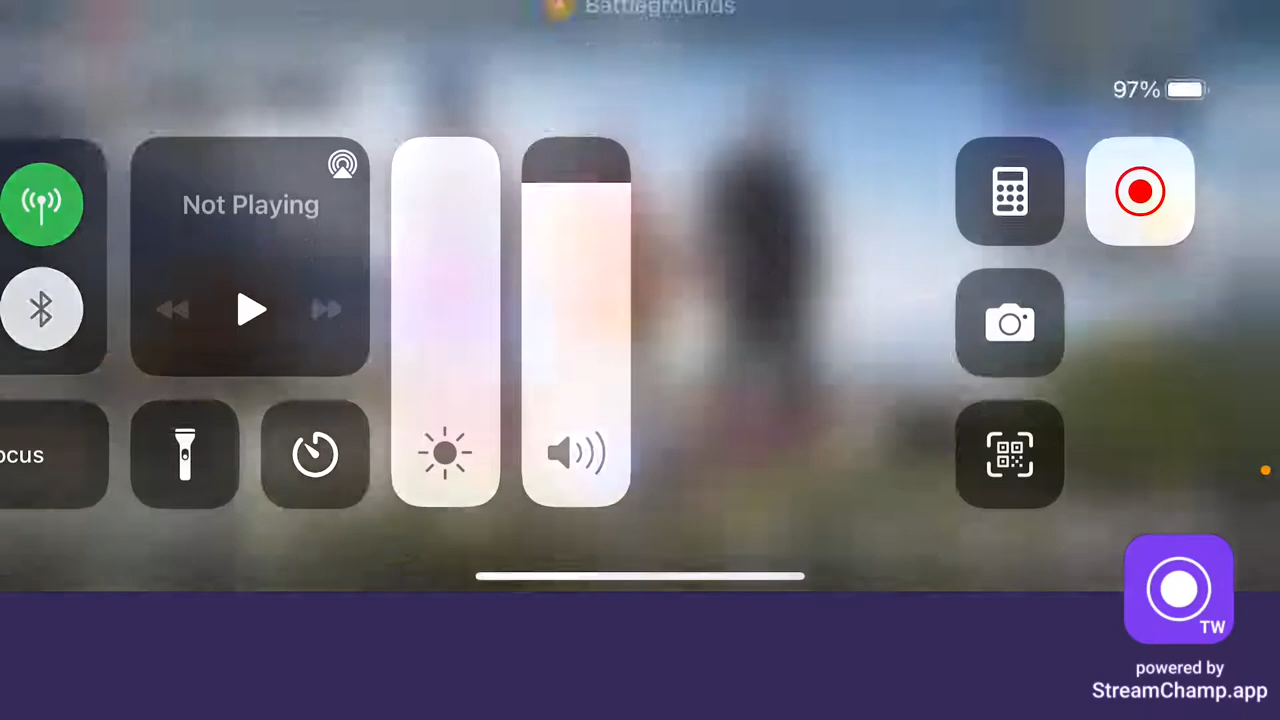 Battlegrounds
97%
Not Playing
ocus
TW
powered by
StreamChamp.app